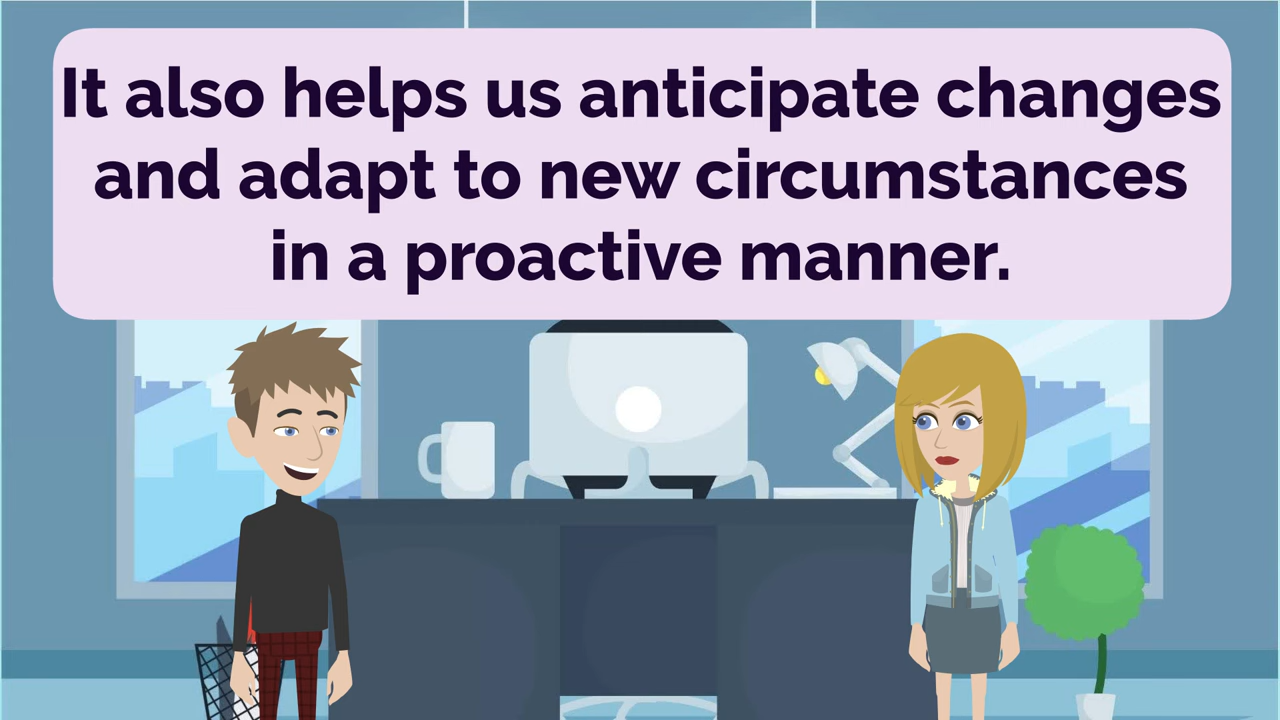 It also helps us anticipate changes
and adapt to new circumstances
in a proactive manner.